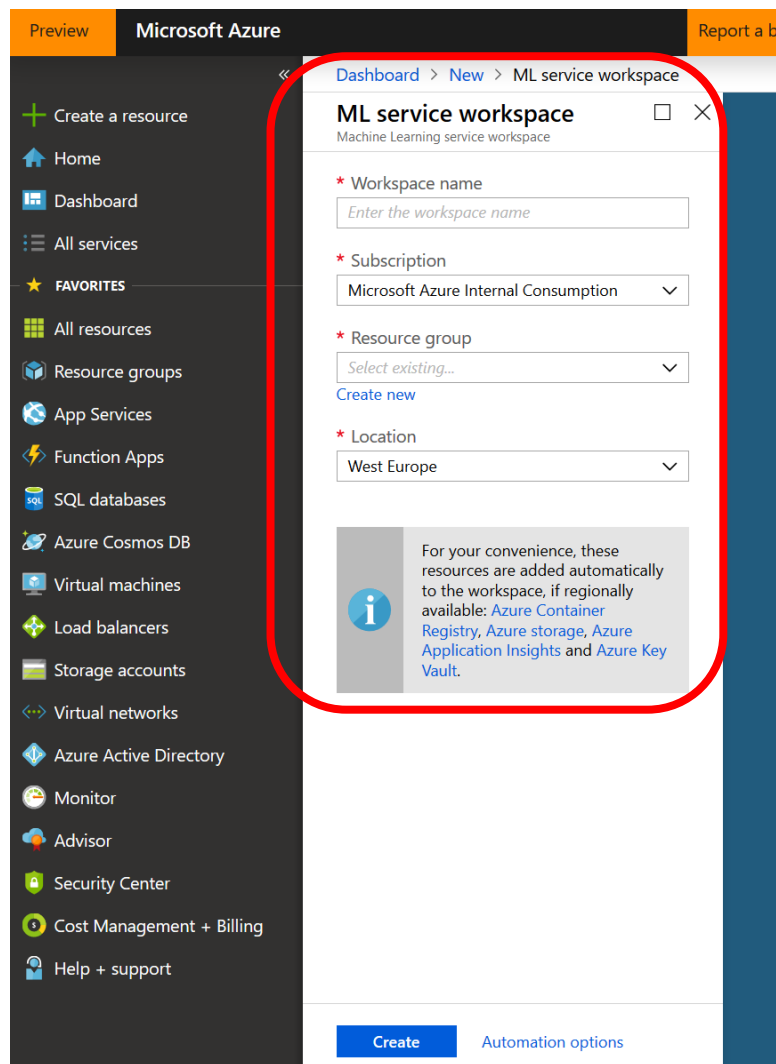 Preview
Microsoft Azure
Report a b
«
Dashboard > New > ML service workspace
ML service workspace
Machine Learning service workspace
* Workspace name
Enter the workspace name
* Subscription
Microsoft Azure Internal Consumption
* Resource group
Select existing...
Create new
* Location
West Europe
For your convenience, these
resources are added automatically
to the workspace, if regionally
available: Azure Container
Registry, Azure storage, Azure
Application Insights and Azure Key
Vault.
Create
Automation options
Create a resource
Home
Dashboard
All services
FAVORITES
All resources
Resource groups
App Services
Function Apps
SQL
SQL databases
Azure Cosmos DB
Virtual machines
Load balancers
Storage accounts
Virtual networks
Azure Active Directory
Monitor
Advisor
Security Center
Cost Management + Billing
Help + support